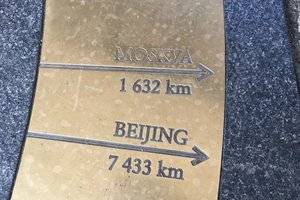 MOSKVA
1 632 km
BEIJING
7 433 km